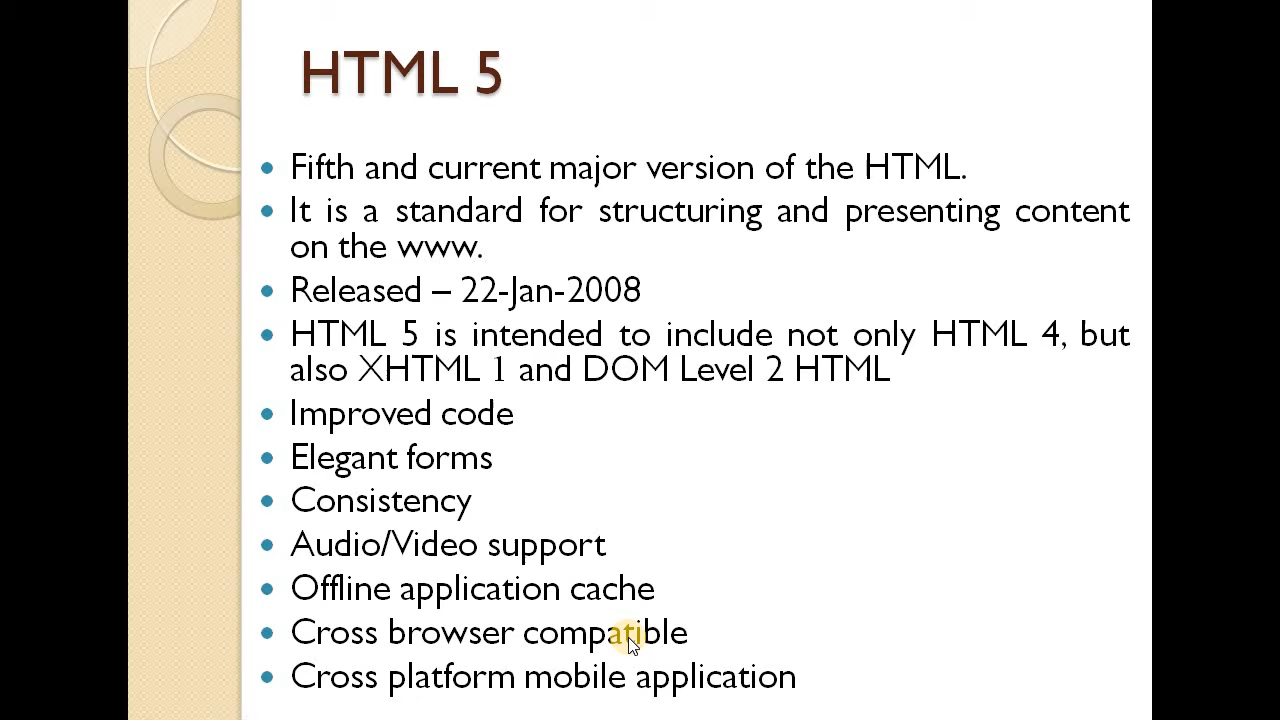 HTML 5
• Fifth and current major version of the HTML.
• It is a standard for structuring and presenting content
on the www.
• Released – 22-Jan-2008
• HTML 5 is intended to include not only HTML 4, but
also XHTML 1 and DOM Level 2 HTML
• Improved code
• Elegant forms
• Consistency
• Audio/Video support
• Offline application cache
• Cross browser compatible
• Cross platform mobile application